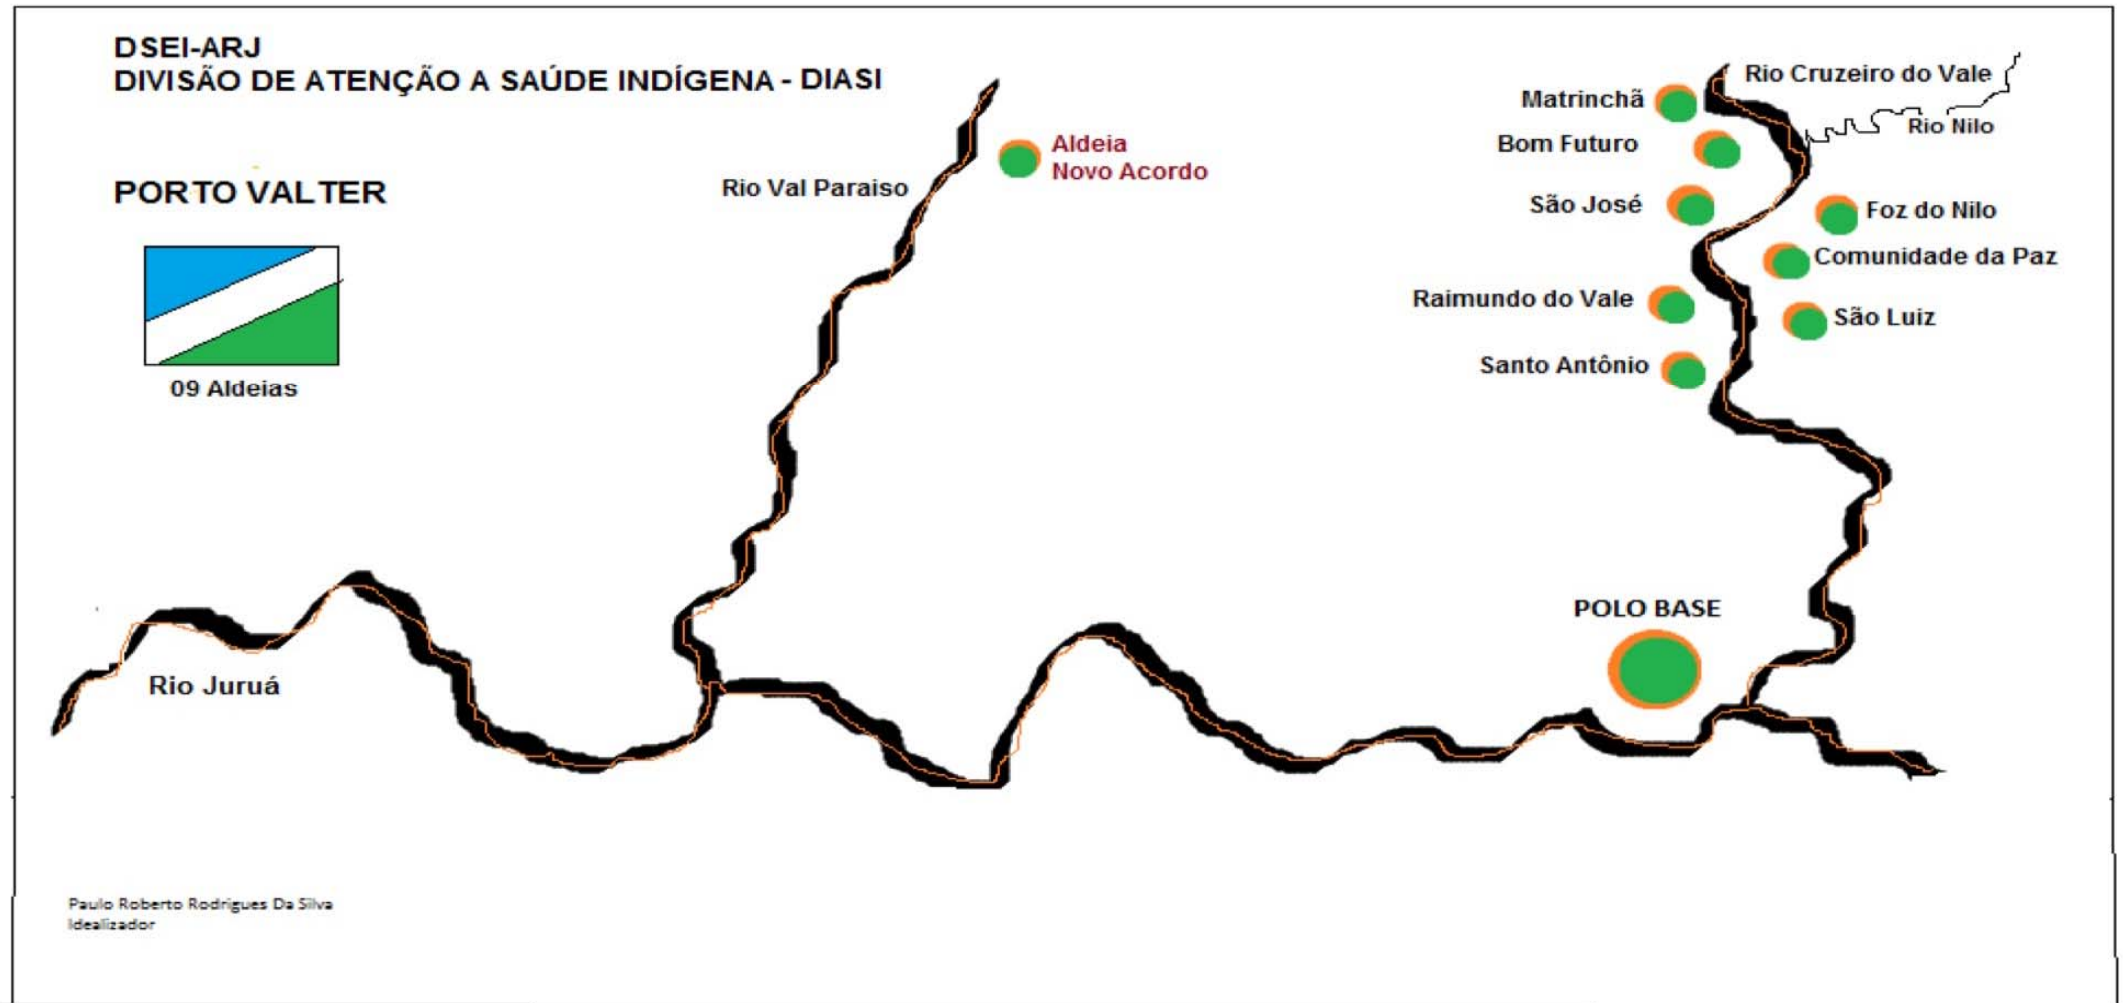 DSEI-ARJ
DIVISÃO DE ATENÇÃO A SAÚDE INDÍGENA - DIASI
PORTO VALTER
09 Aldeias
Rio Val Paraiso
Aldeia
Novo Acordo
Rio Cruzeiro do Vale
Matrinchã
Rio Nilo
Bom Futuro
São José
Foz do Nilo
Comunidade da Paz
Raimundo do Vale
São Luiz
Santo Antônio
POLO BASE
Rio Juruá
Paulo Roberto Rodrigues Da Silva
Idealizador